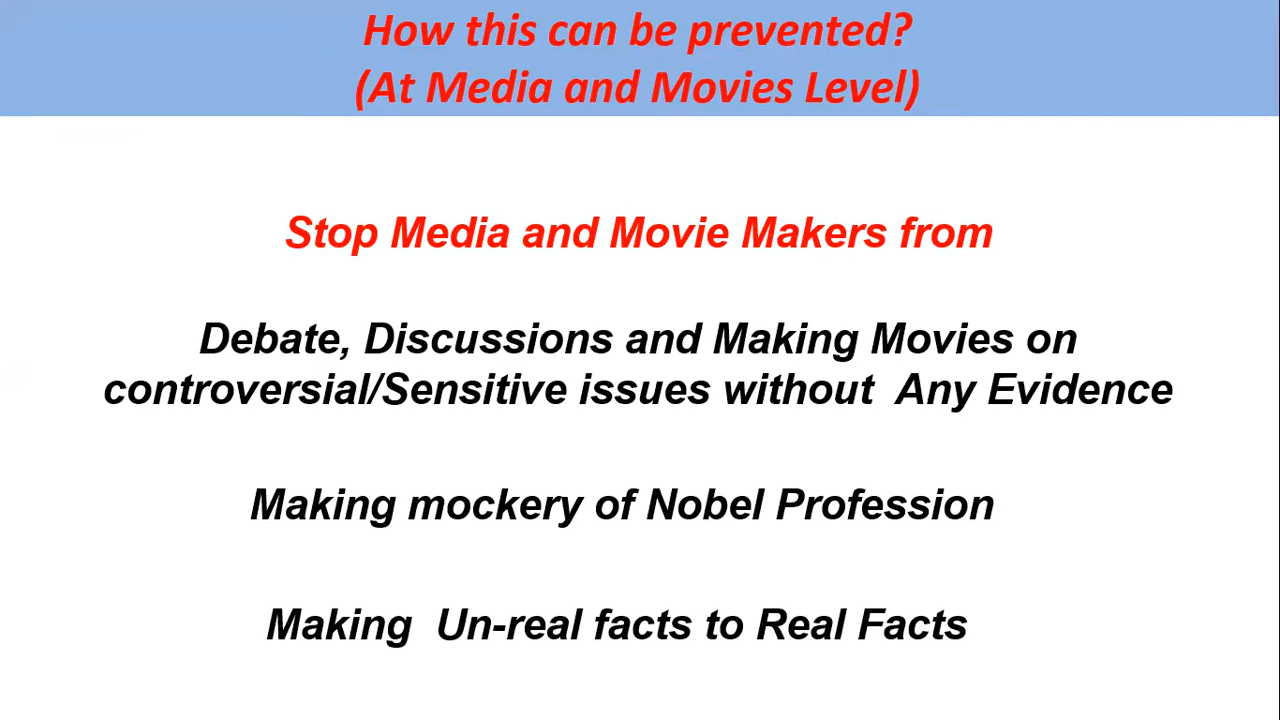 How this can be prevented?
(At Media and Movies Level)
Stop Media and Movie Makers from
Debate, Discussions and Making Movies on
controversial/Sensitive issues without Any Evidence
Making mockery of Nobel Profession
Making Un-real facts to Real Facts